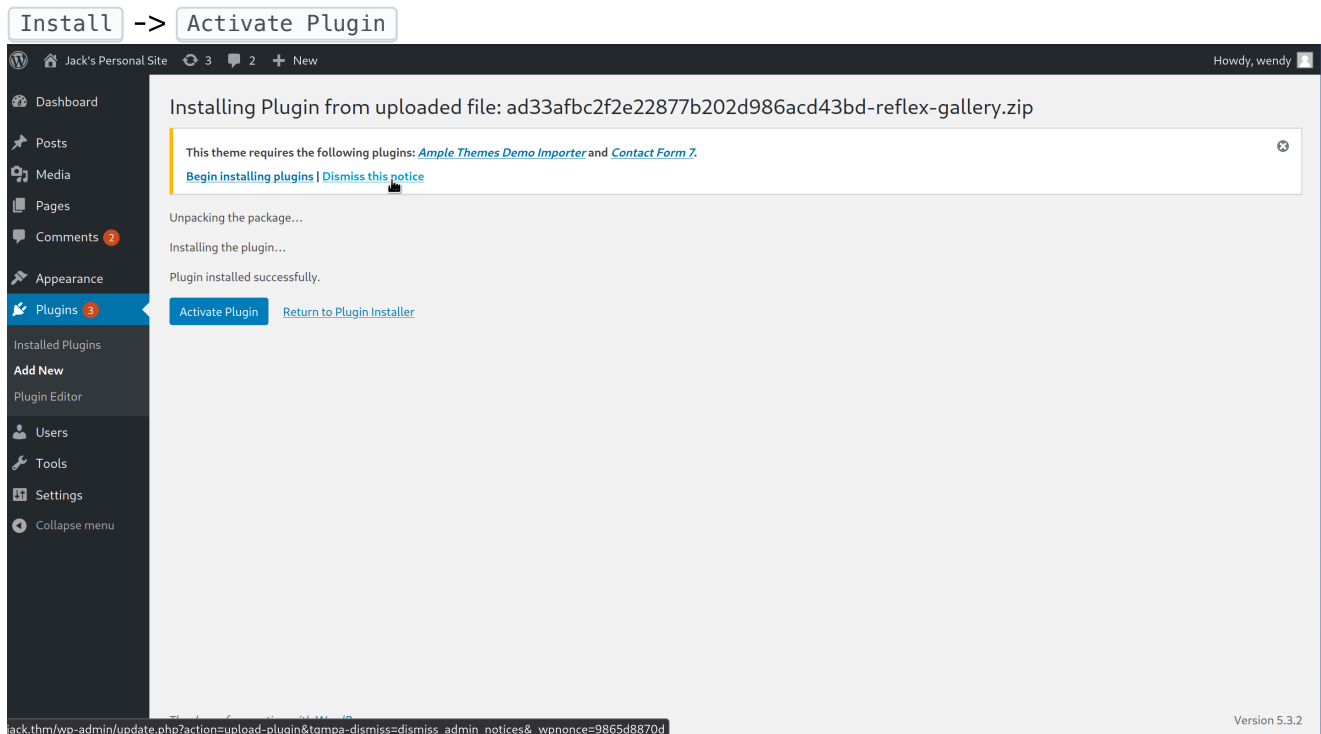 Install -> Activate Plugin
Jack's Personal Site 3 2 New Howdy, wendy
Dashboard
Posts
Media
Pages
Comments 2
Appearance
Plugins 3
Installed Plugins
Add New
Plugin Editor
Users
Tools
Settings
Collapse menu
Installing Plugin from uploaded file: ad33afbc2f2e22877b202d986acd43bd-reflex-gallery.zip
This theme requires the following plugins: Ample Themes Demo Importer and Contact Form 7.
Begin installing plugins | Dismiss this notice
Unpacking the package…
Installing the plugin…
Plugin installed successfully.
Activate Plugin Return to Plugin Installer
Version 5.3.2
jack.thm/wp-admin/update.php?action=upload-plugin&tgmpa-dismiss=dismiss_admin_notices&_wpnonce=9865d8870d